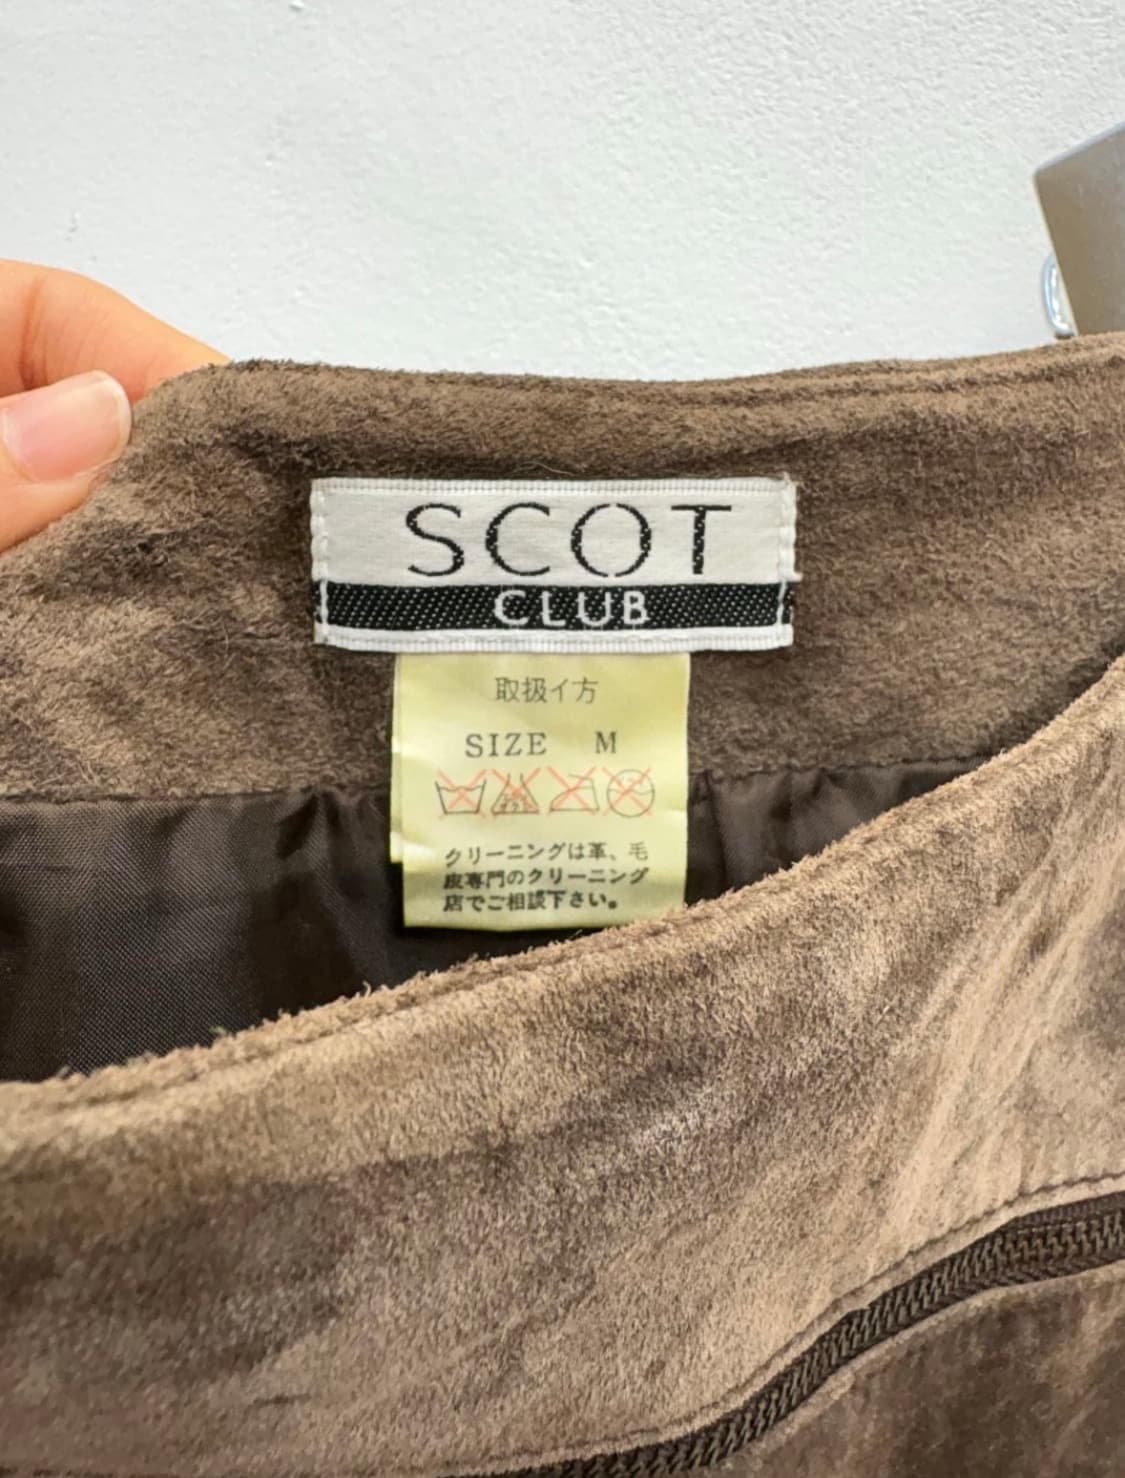 SCOT
CLUB
取扱イ方
SIZE M
クリーニングは革、毛
皮専門のクリーニング
店でご相談下さい。